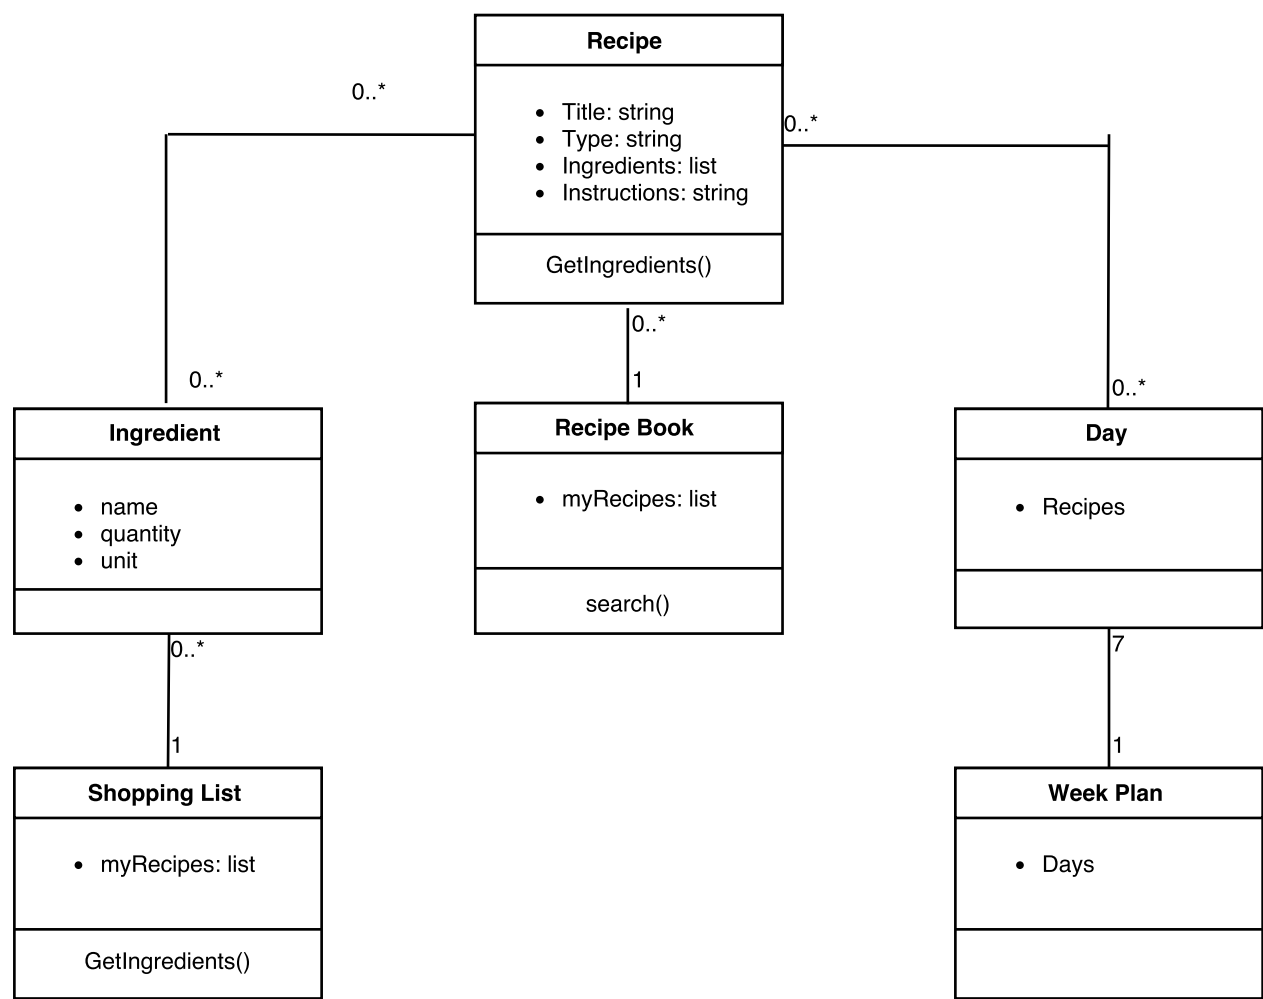 Recipe
0..*
• Title: string
0..*
• Type: string
• Ingredients: list
• Instructions: string
GetIngredients()
0..*
0..*
1
0..*
Ingredient
Recipe Book
Day
• name
• quantity
• unit
• myRecipes: list
• Recipes
search()
0..*
7
1
1
Shopping List
Week Plan
• myRecipes: list
• Days
GetIngredients()